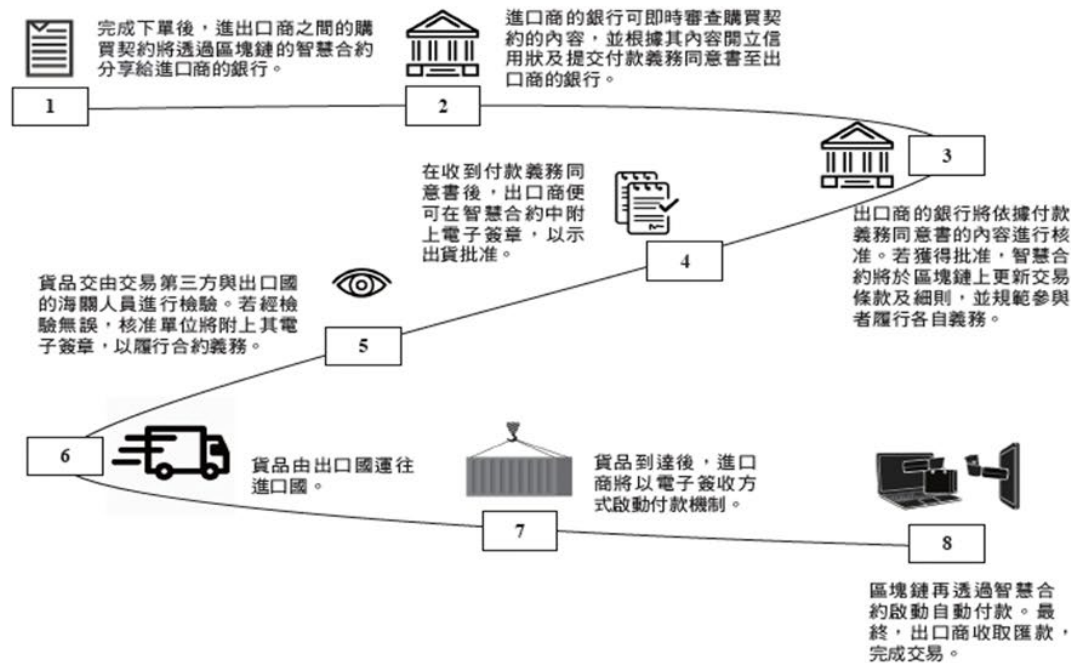 完成下單後，進出口商之間的購
買契約將透過區塊鏈的智慧合約
分享給進口商的銀行。
1
進口商的銀行可即時審查購買契
約的內容，並根據其內容開立信
用狀及提交付款義務同意書至出
口商的銀行。
2
3
出口商的銀行將依據付款
義務同意書的內容進行核
准。若獲得批准，智慧合
約將於區塊鏈上更新交易
條款及細則，並規範參與
者履行各自義務。
在收到付款義務同
意書後，出口商便
可在智慧合約中附
上電子簽章，以示
出貨批准。
4
貨品交由交易第三方與出口國
的海關人員進行檢驗。若經檢
驗無誤，核准單位將附上其電
子簽章，以履行合約義務。
5
6
貨品由出口國運往
進口國。
貨品到達後，進口
商將以電子簽收方
式啟動付款機制。
7
8
區塊鏈再透過智慧合
約啟動自動付款。最
終，出口商收取匯款，
完成交易。